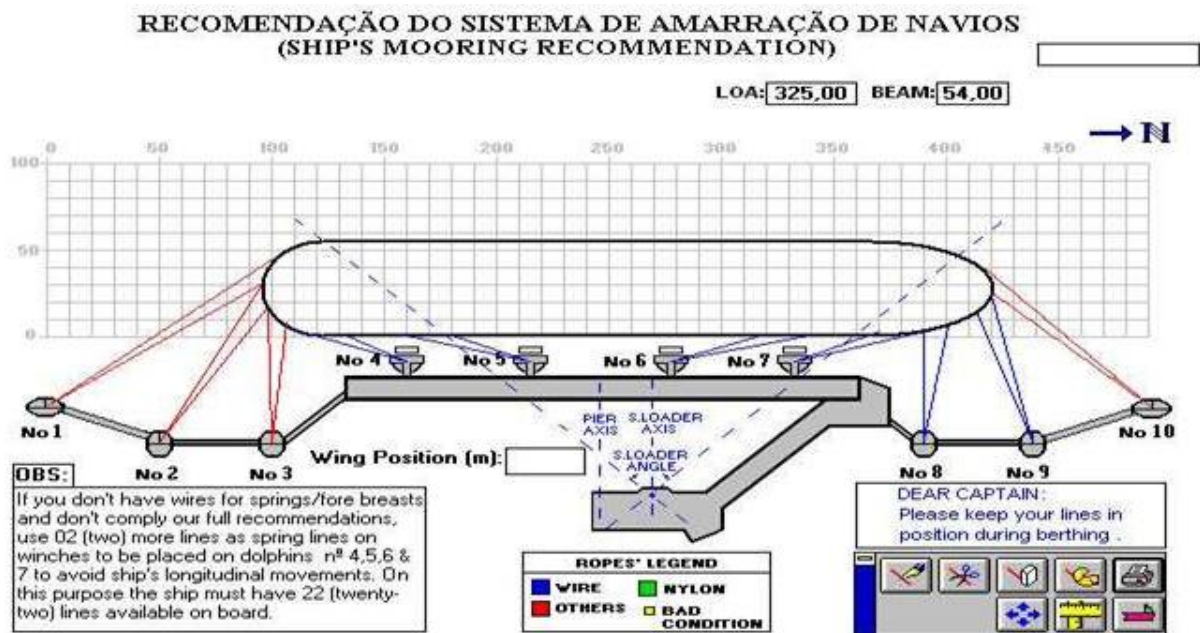 RECOMENDAÇÃO DO SISTEMA DE AMARRAÇÃO DE NAVIOS
(SHIP'S MOORING RECOMMENDATION)
LOA: 325,00 BEAM: 54,00
N
0 50 100 150 200 250 300 350 400 450
100
50
0
No 4 No 5 No 6 No 7
No 1
No 2 No 3
PIER AXIS
S.LOADER AXIS
S.LOADER ANGLE
No 8 No 9
No 10
Wing Position (m):
OBS:
If you don't have wires for springs/fore breasts
and don't comply our full recommendations,
use 02 (two) more lines as spring lines on
winches to be placed on dolphins nº 4,5,6 &
7 to avoid ship's longitudinal movements. On
this purpose the ship must have 22 (twenty-
two) lines available on board.
ROPES' LEGEND
WIRE NYLON
OTHERS BAD
CONDITION
DEAR CAPTAIN:
Please keep your lines in
position during berthing .